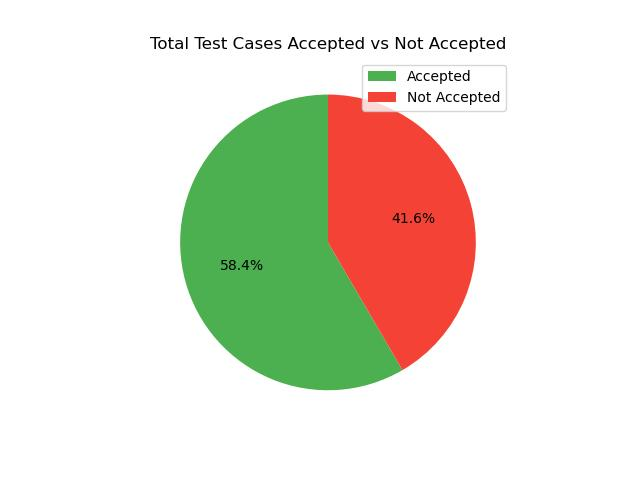 Total Test Cases Accepted vs Not Accepted
Accepted
Not Accepted
41.6%
58.4%